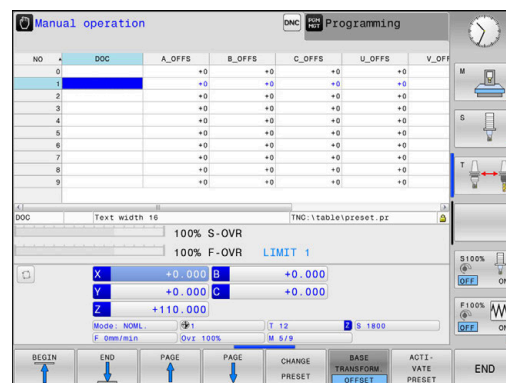 Manual operation DNC PGM MGT Programming
NO DOC A_OFFS B_OFFS C_OFFS U_OFFS V_OFF
0 +0 +0 +0 +0
1 +0 +0 +0 +0
2 +0 +0 +0 +0
3 +0 +0 +0 +0
4 +0 +0 +0 +0
5 +0 +0 +0 +0
6 +0 +0 +0 +0
7 +0 +0 +0 +0
8 +0 +0 +0 +0
9 +0 +0 +0 +0
DOC Text width 16 TNC:\table\preset.pr
100% S-OVR
100% F-OVR LIMIT 1
X +0.000 B +0.000
Y +0.000 C +0.000
Z +110.000
Mode: NOML. 1 T 12 Z S 1800
F 0mm/min Ovr 100% M 5/9
M
S
T
S100%
OFF ON
F100%
OFF ON
BEGIN END PAGE PAGE CHANGE PRESET BASE TRANSFORM. OFFSET ACTI- VATE PRESET END